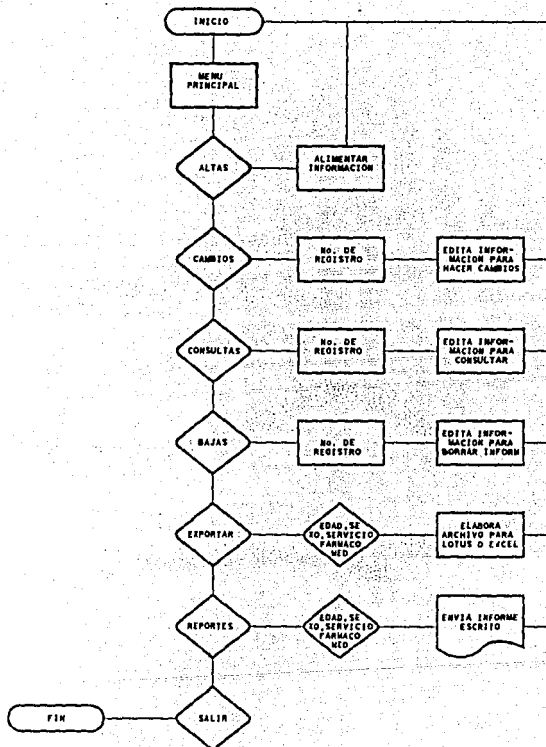 INICIO
MENU
PRINCIPAL
ALTAS
ALIMENTAR
INFORMACION
CAMBIOS
No. DE
REGISTRO
EDITA INFOR-
MACION PARA
HACER CAMBIOS
CONSULTAS
No. DE
REGISTRO
EDITA INFOR-
MACION PARA
CONSULTAR
BAJAS
No. DE
REGISTRO
EDITA INFOR-
MACION PARA
BORRAR INFORM
EXPORTAR
EDAD,SE
XO,SERVICIO
FARMACO
MED
ELABORA
ARCHIVO PARA
LOTUS O EXCEL
REPORTES
EDAD,SE
XO,SERVICIO
FARMACO
MED
ENVIA INFORME
ESCRITO
FIN
SALIR